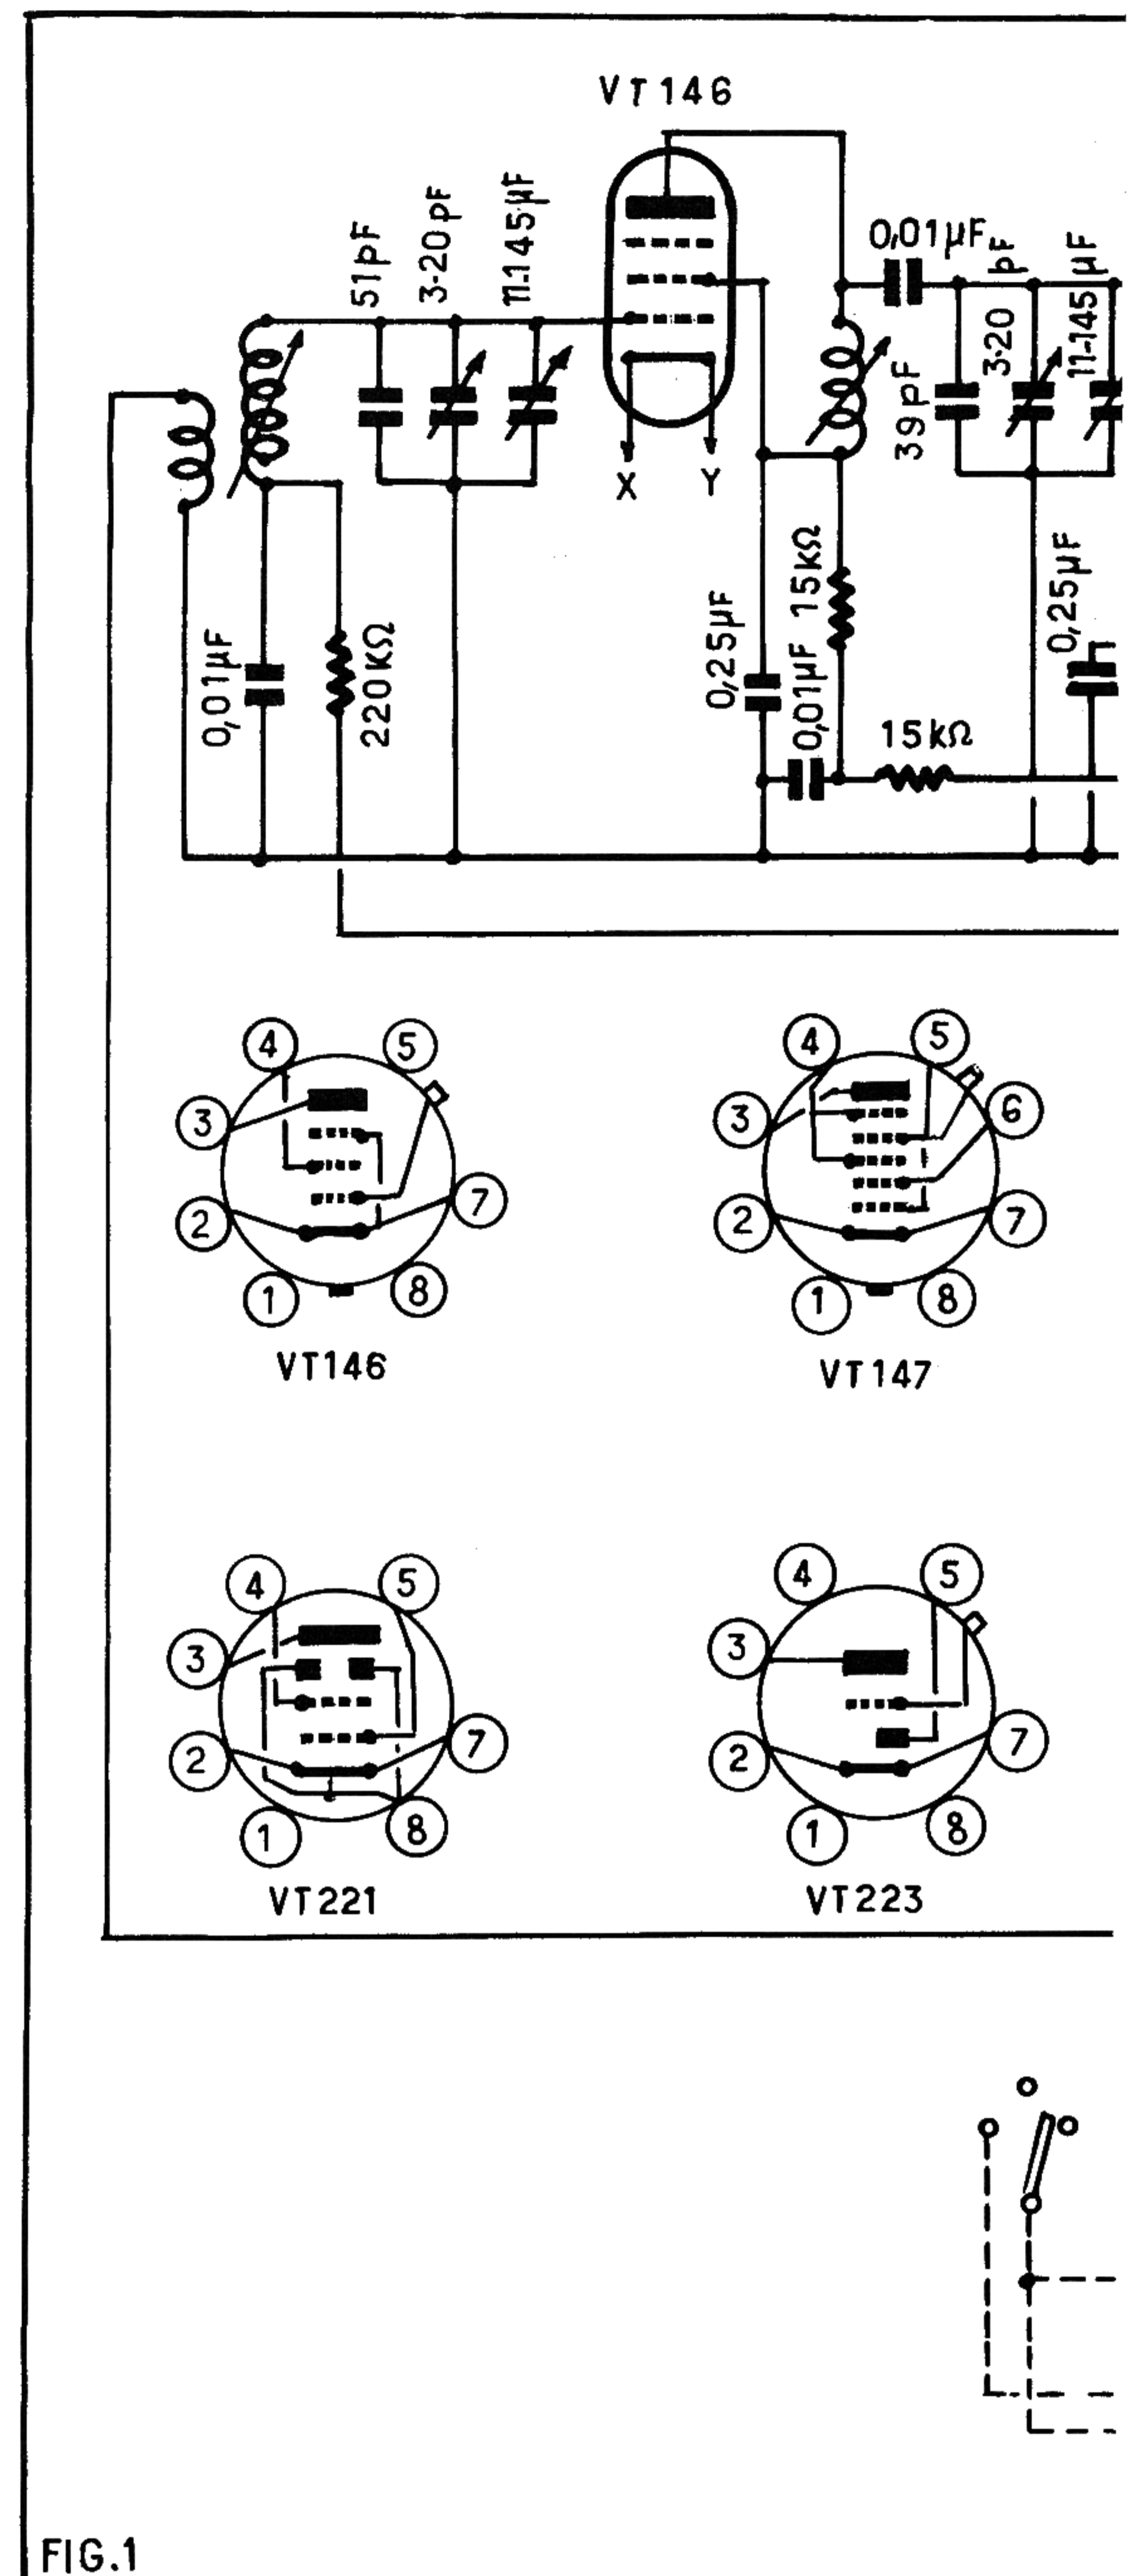 VT146
51pF
3-20pF
11-145µF
0,01µF
39pF
3-20 pF
11-145µF
X
Y
0,01µF
220KΩ
0,25µF
0,01µF
15kΩ
15kΩ
0,25µF
4
5
3
2
7
1
8
VT146
4
5
3
6
2
7
1
8
VT147
4
5
3
2
7
1
8
VT221
4
5
3
2
7
1
8
VT223
FIG.1